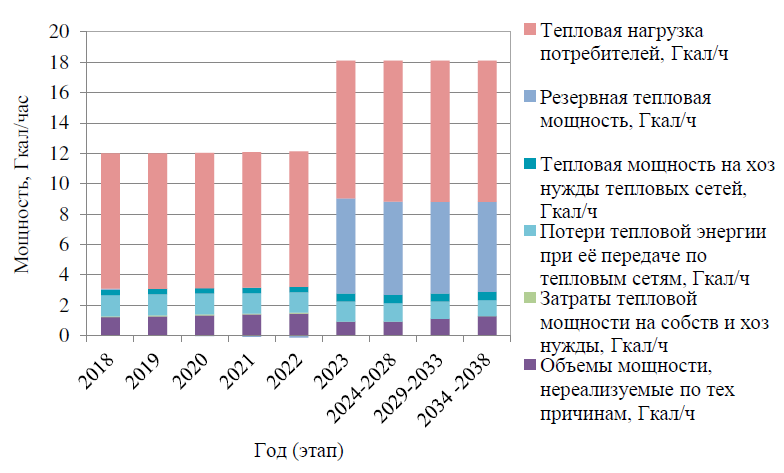 20
18
16
14
12
10
8
6
4
2
0
Мощность, Гкал/час
2018
2019
2020
2021
2022
2023
2024-2028
2029-2033
2034 -2038
Год (этап)
Тепловая нагрузка
потребителей, Гкал/ч
Резервная тепловая
мощность, Гкал/ч
Тепловая мощность на хоз
нужды тепловых сетей,
Гкал/ч
Потери тепловой энергии
при её передаче по
тепловым сетям, Гкал/ч
Затраты тепловой
мощности на собств и хоз
нужды, Гкал/ч
Объемы мощности,
нереализуемые по тех
причинам, Гкал/ч